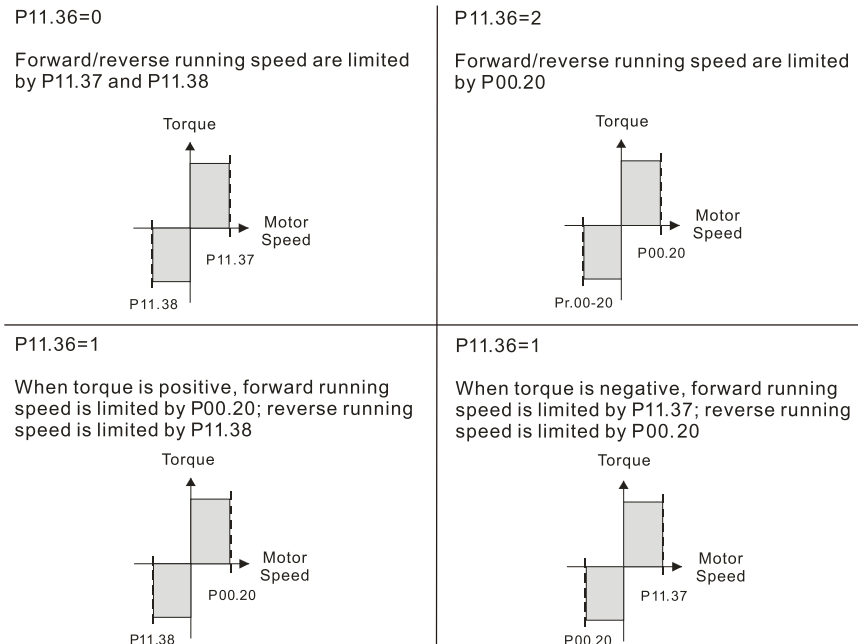 P11.36=0
Forward/reverse running speed are limited
by P11.37 and P11.38
Torque
Motor
Speed
P11.37
P11.38
P11.36=2
Forward/reverse running speed are limited
by P00.20
Torque
Motor
Speed
P00.20
Pr.00-20
P11.36=1
When torque is positive, forward running
speed is limited by P00.20; reverse running
speed is limited by P11.38
Torque
Motor
Speed
P00.20
P11.38
P11.36=1
When torque is negative, forward running
speed is limited by P11.37; reverse running
speed is limited by P00.20
Torque
Motor
Speed
P11.37
P00.20